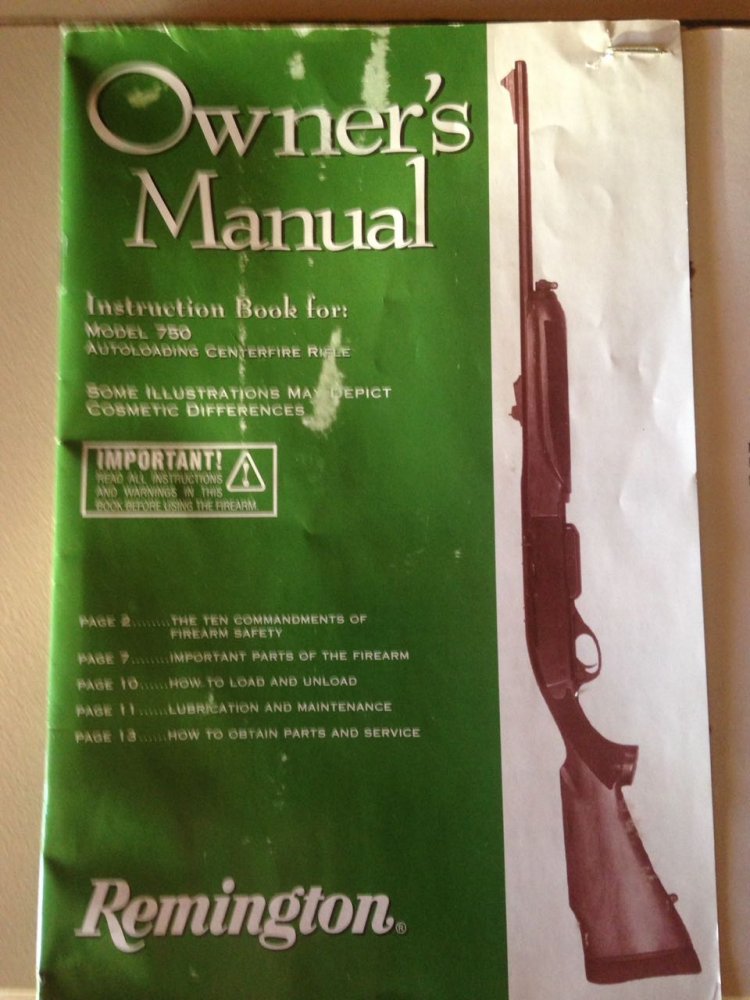 Owner's
Manual
Instruction Book for:
MODEL 750
AUTOLOADING CENTERFIRE RIFLE
SOME ILLUSTRATIONS MAY DEPICT
COSMETIC DIFFERENCES
IMPORTANT!
READ ALL INSTRUCTIONS
AND WARNINGS IN THIS
BOOK BEFORE USING THE FIREARM
PAGE 2........THE TEN COMMANDMENTS OF
FIREARM SAFETY
PAGE 7........IMPORTANT PARTS OF THE FIREARM
PAGE 10......HOW TO LOAD AND UNLOAD
PAGE 11......LUBRICATION AND MAINTENANCE
PAGE 13......HOW TO OBTAIN PARTS AND SERVICE
Remington®